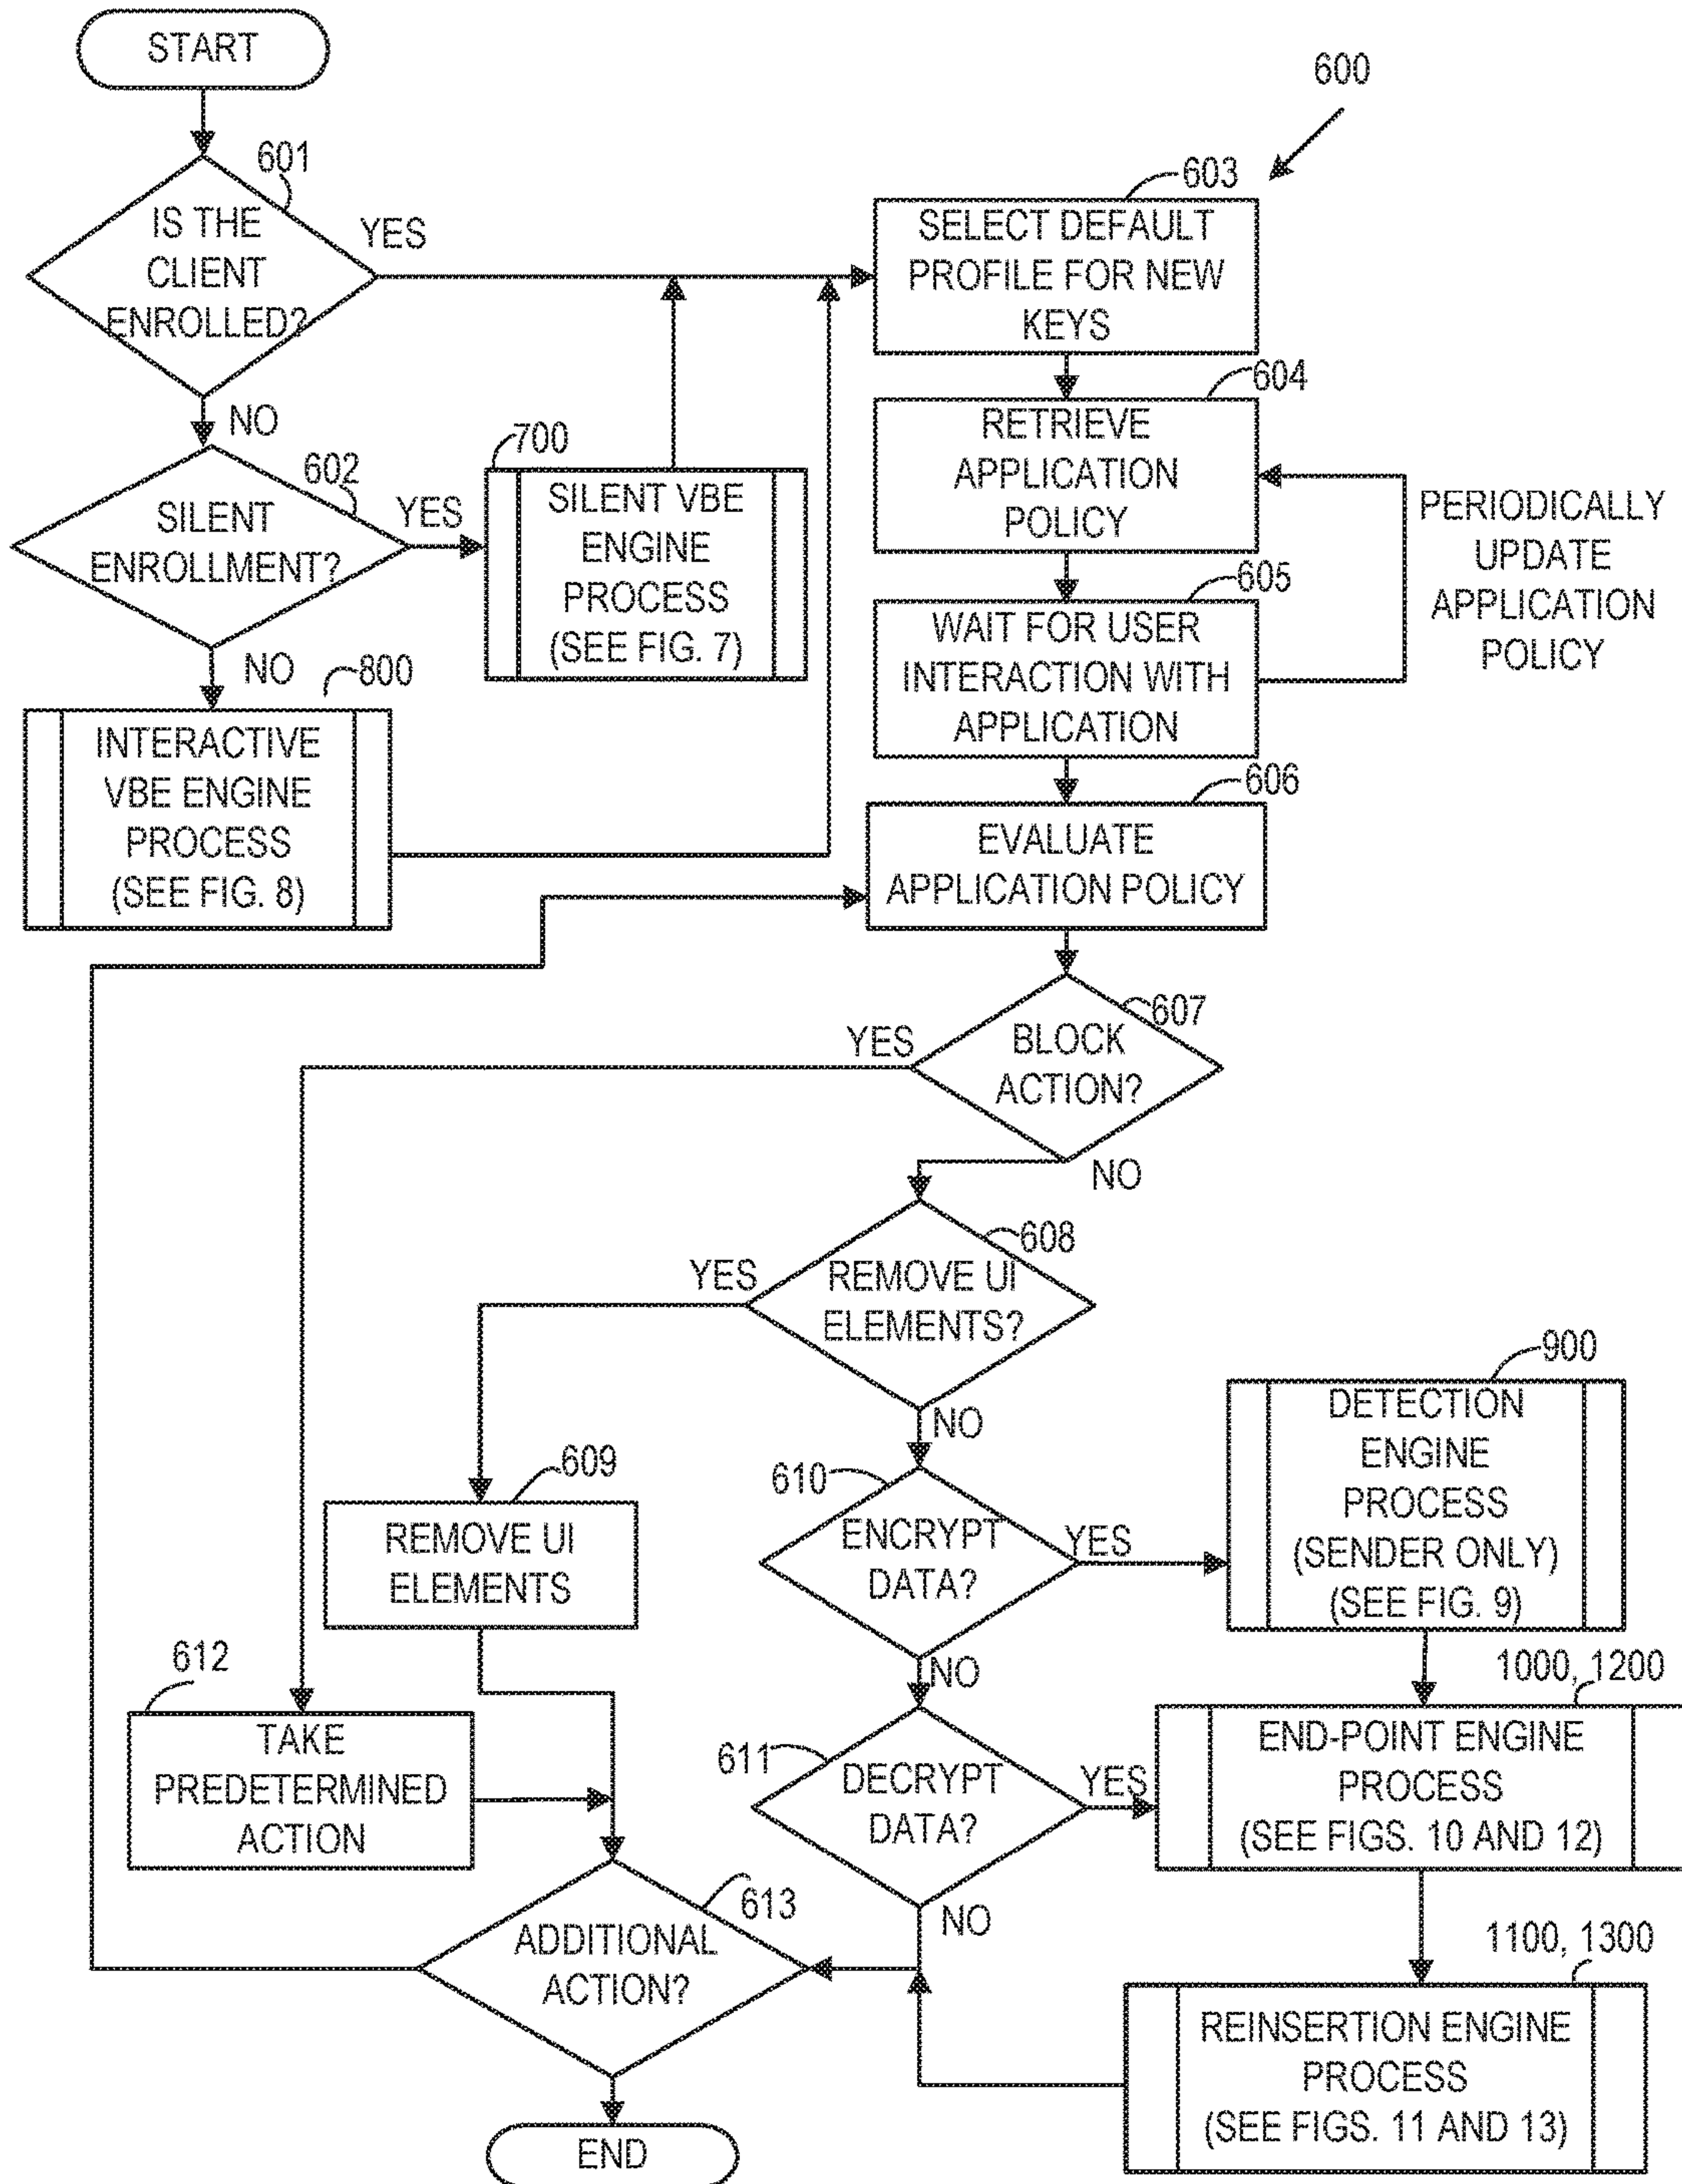 START
600
601
IS THE
CLIENT
ENROLLED?
YES
NO
603
SELECT DEFAULT
PROFILE FOR NEW
KEYS
602
SILENT
ENROLLMENT?
YES
NO
700
SILENT VBE
ENGINE
PROCESS
(SEE FIG. 7)
604
RETRIEVE
APPLICATION
POLICY
PERIODICALLY
UPDATE
APPLICATION
POLICY
605
WAIT FOR USER
INTERACTION WITH
APPLICATION
800
INTERACTIVE
VBE ENGINE
PROCESS
(SEE FIG. 8)
606
EVALUATE
APPLICATION POLICY
607
BLOCK
ACTION?
YES
NO
608
REMOVE UI
ELEMENTS?
YES
NO
609
REMOVE UI
ELEMENTS
610
ENCRYPT
DATA?
YES
NO
900
DETECTION
ENGINE
PROCESS
(SENDER ONLY)
(SEE FIG. 9)
612
TAKE
PREDETERMINED
ACTION
611
DECRYPT
DATA?
YES
NO
1000, 1200
END-POINT ENGINE
PROCESS
(SEE FIGS. 10 AND 12)
613
ADDITIONAL
ACTION?
1100, 1300
REINSERTION ENGINE
PROCESS
(SEE FIGS. 11 AND 13)
END